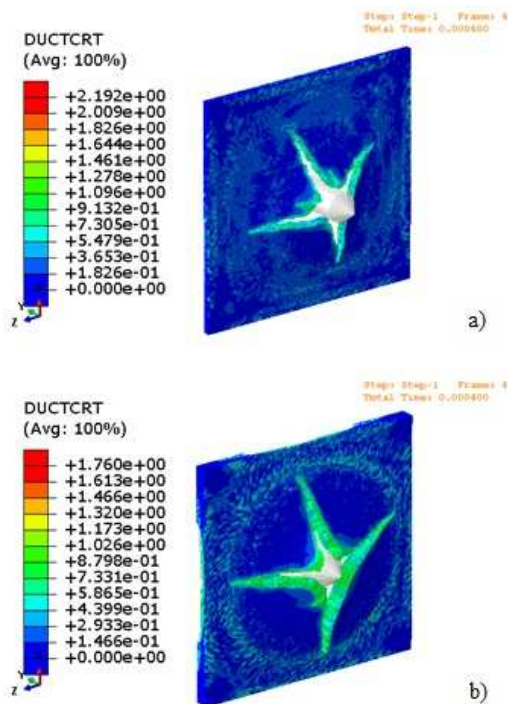 Step: Step-1 Frame: 4
Total Time: 0.000400
DUCTCRT
(Avg: 100%)
+2.192e+00
+2.009e+00
+1.826e+00
+1.644e+00
+1.461e+00
+1.278e+00
+1.096e+00
+9.132e-01
+7.305e-01
+5.479e-01
+3.653e-01
+1.826e-01
+0.000e+00
Y
Z
a)
Step: Step-1 Frame: 4
Total Time: 0.000400
DUCTCRT
(Avg: 100%)
+1.760e+00
+1.613e+00
+1.466e+00
+1.320e+00
+1.173e+00
+1.026e+00
+8.798e-01
+7.331e-01
+5.865e-01
+4.399e-01
+2.933e-01
+1.466e-01
+0.000e+00
Y
Z
b)